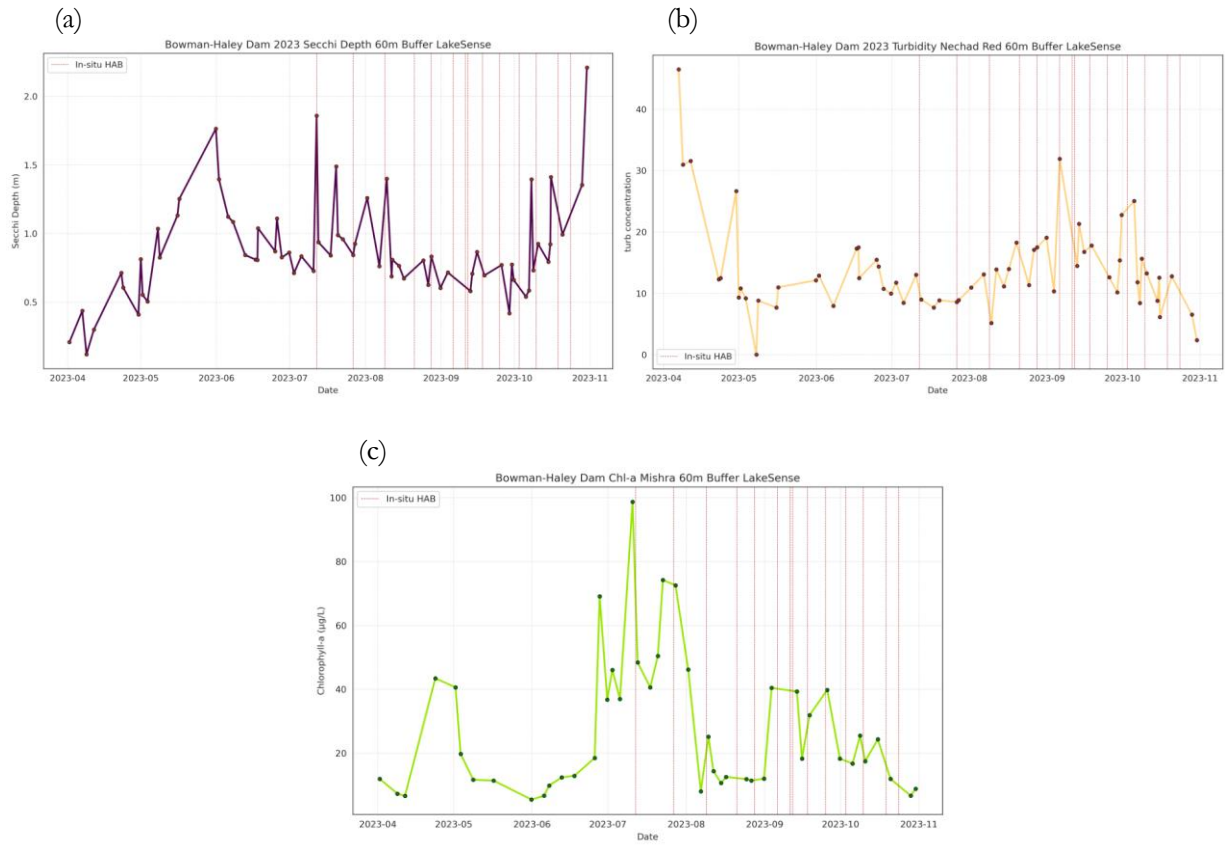 (a)
Bowman-Haley Dam 2023 Secchi Depth 60m Buffer LakeSense
In-situ HAB
Secchi Depth (m)
2.0
1.5
1.0
0.5
2023-04 2023-05 2023-06 2023-07 2023-08 2023-09 2023-10 2023-11
Date
(b)
Bowman-Haley Dam 2023 Turbidity Nechad Red 60m Buffer LakeSense
turb concentration
40
30
20
10
0
In-situ HAB
2023-04 2023-05 2023-06 2023-07 2023-08 2023-09 2023-10 2023-11
Date
(c)
Bowman-Haley Dam Chl-a Mishra 60m Buffer LakeSense
In-situ HAB
Chlorophyll-a (µg/L)
100
80
60
40
20
2023-04 2023-05 2023-06 2023-07 2023-08 2023-09 2023-10 2023-11
Date